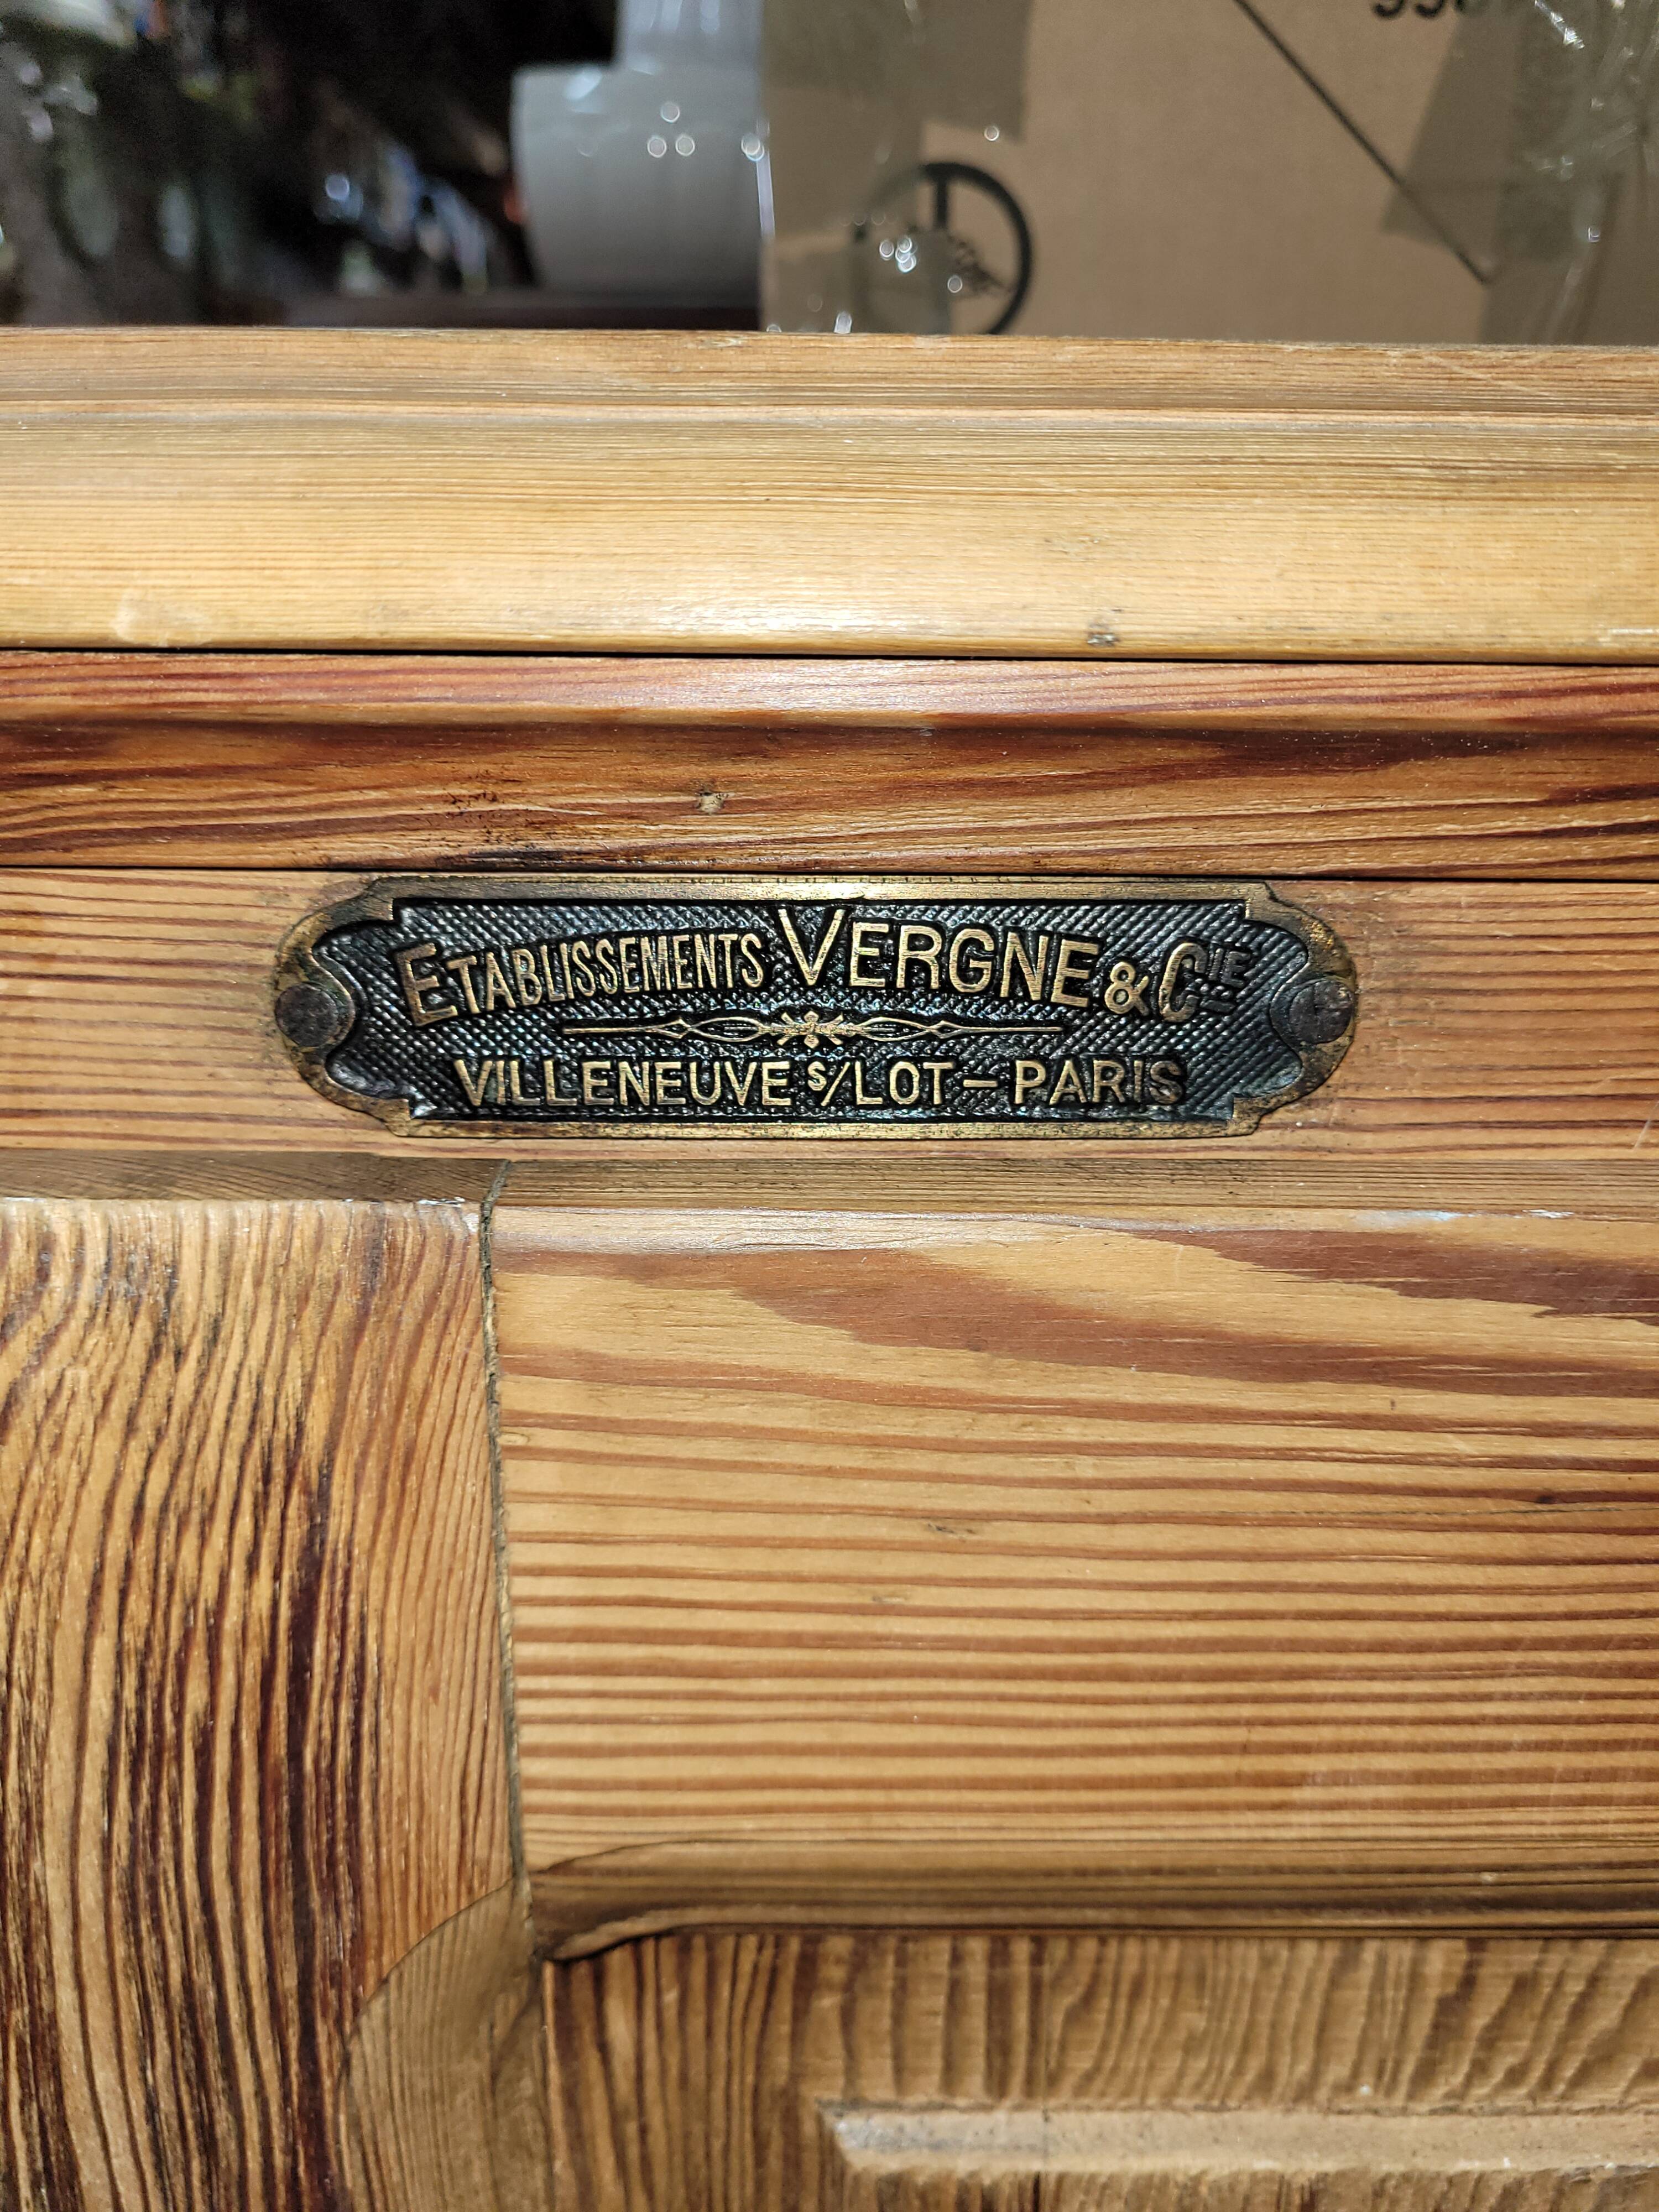 ETABLISSEMENTS VERGNE & CIE
VILLENEUVE S/LOT - PARIS